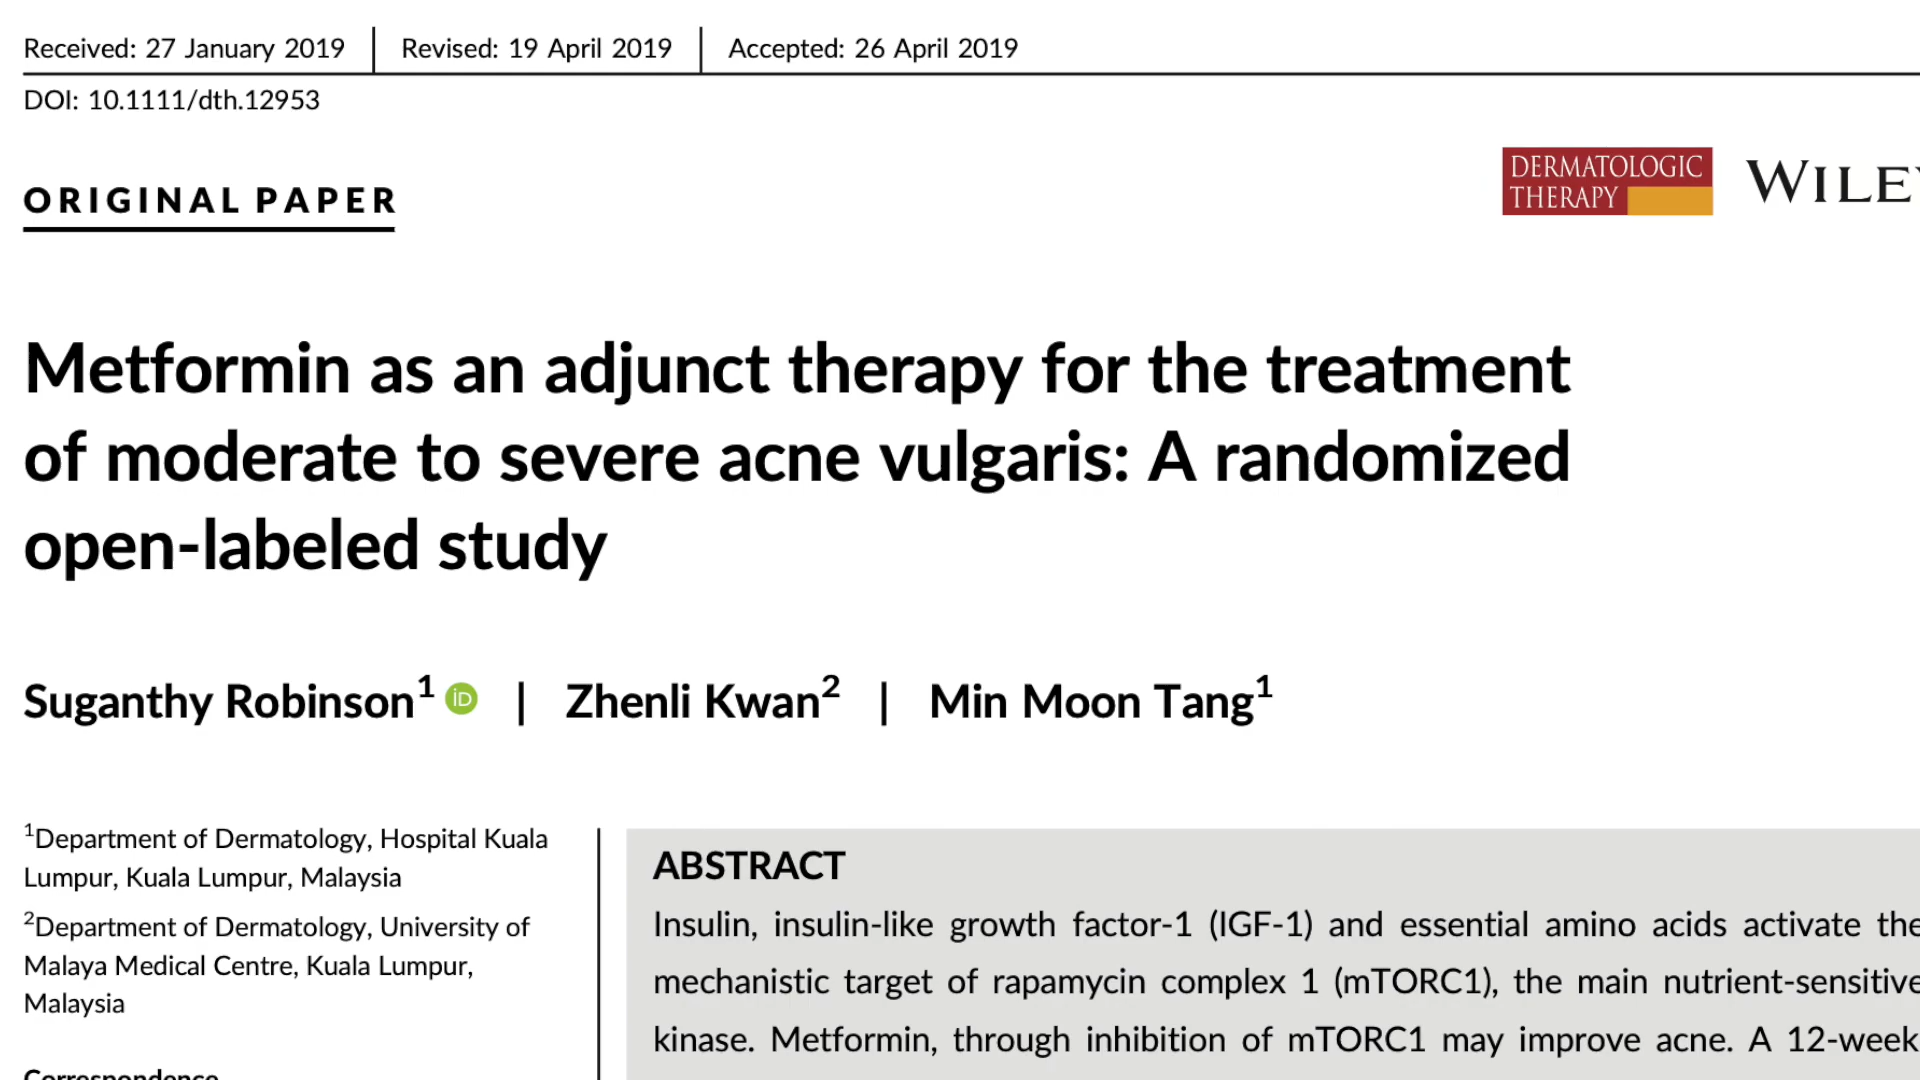 Received: 27 January 2019 | Revised: 19 April 2019 | Accepted: 26 April 2019
DOI: 10.1111/dth.12953
ORIGINAL PAPER
DERMATOLOGIC
THERAPY
WILEY
Metformin as an adjunct therapy for the treatment
of moderate to severe acne vulgaris: A randomized
open-labeled study
Suganthy Robinson1 iD | Zhenli Kwan2 | Min Moon Tang1
1Department of Dermatology, Hospital Kuala
Lumpur, Kuala Lumpur, Malaysia
2Department of Dermatology, University of
Malaya Medical Centre, Kuala Lumpur,
Malaysia
Correspondence
ABSTRACT
Insulin, insulin-like growth factor-1 (IGF-1) and essential amino acids activate the
mechanistic target of rapamycin complex 1 (mTORC1), the main nutrient-sensitive
kinase. Metformin, through inhibition of mTORC1 may improve acne. A 12-week